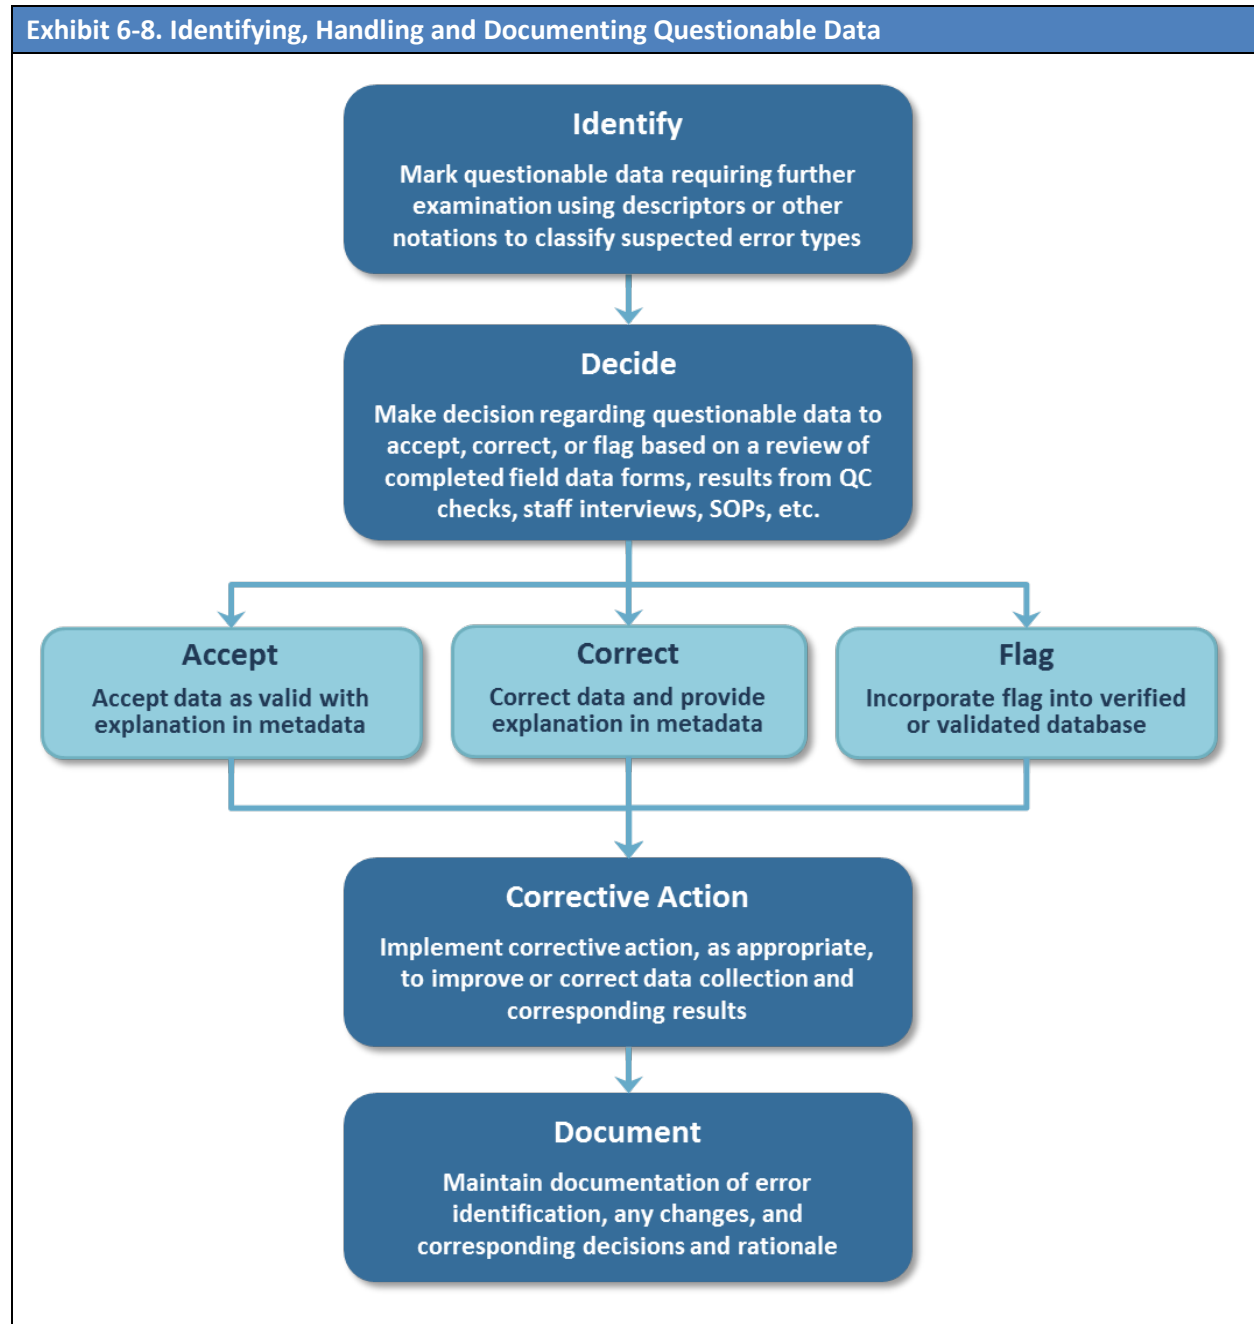 Exhibit 6-8. Identifying, Handling and Documenting Questionable Data
Identify
Mark questionable data requiring further
examination using descriptors or other
notations to classify suspected error types
Decide
Make decision regarding questionable data to
accept, correct, or flag based on a review of
completed field data forms, results from QC
checks, staff interviews, SOPs, etc.
Accept
Accept data as valid with
explanation in metadata
Correct
Correct data and provide
explanation in metadata
Flag
Incorporate flag into verified
or validated database
Corrective Action
Implement corrective action, as appropriate,
to improve or correct data collection and
corresponding results
Document
Maintain documentation of error
identification, any changes, and
corresponding decisions and rationale